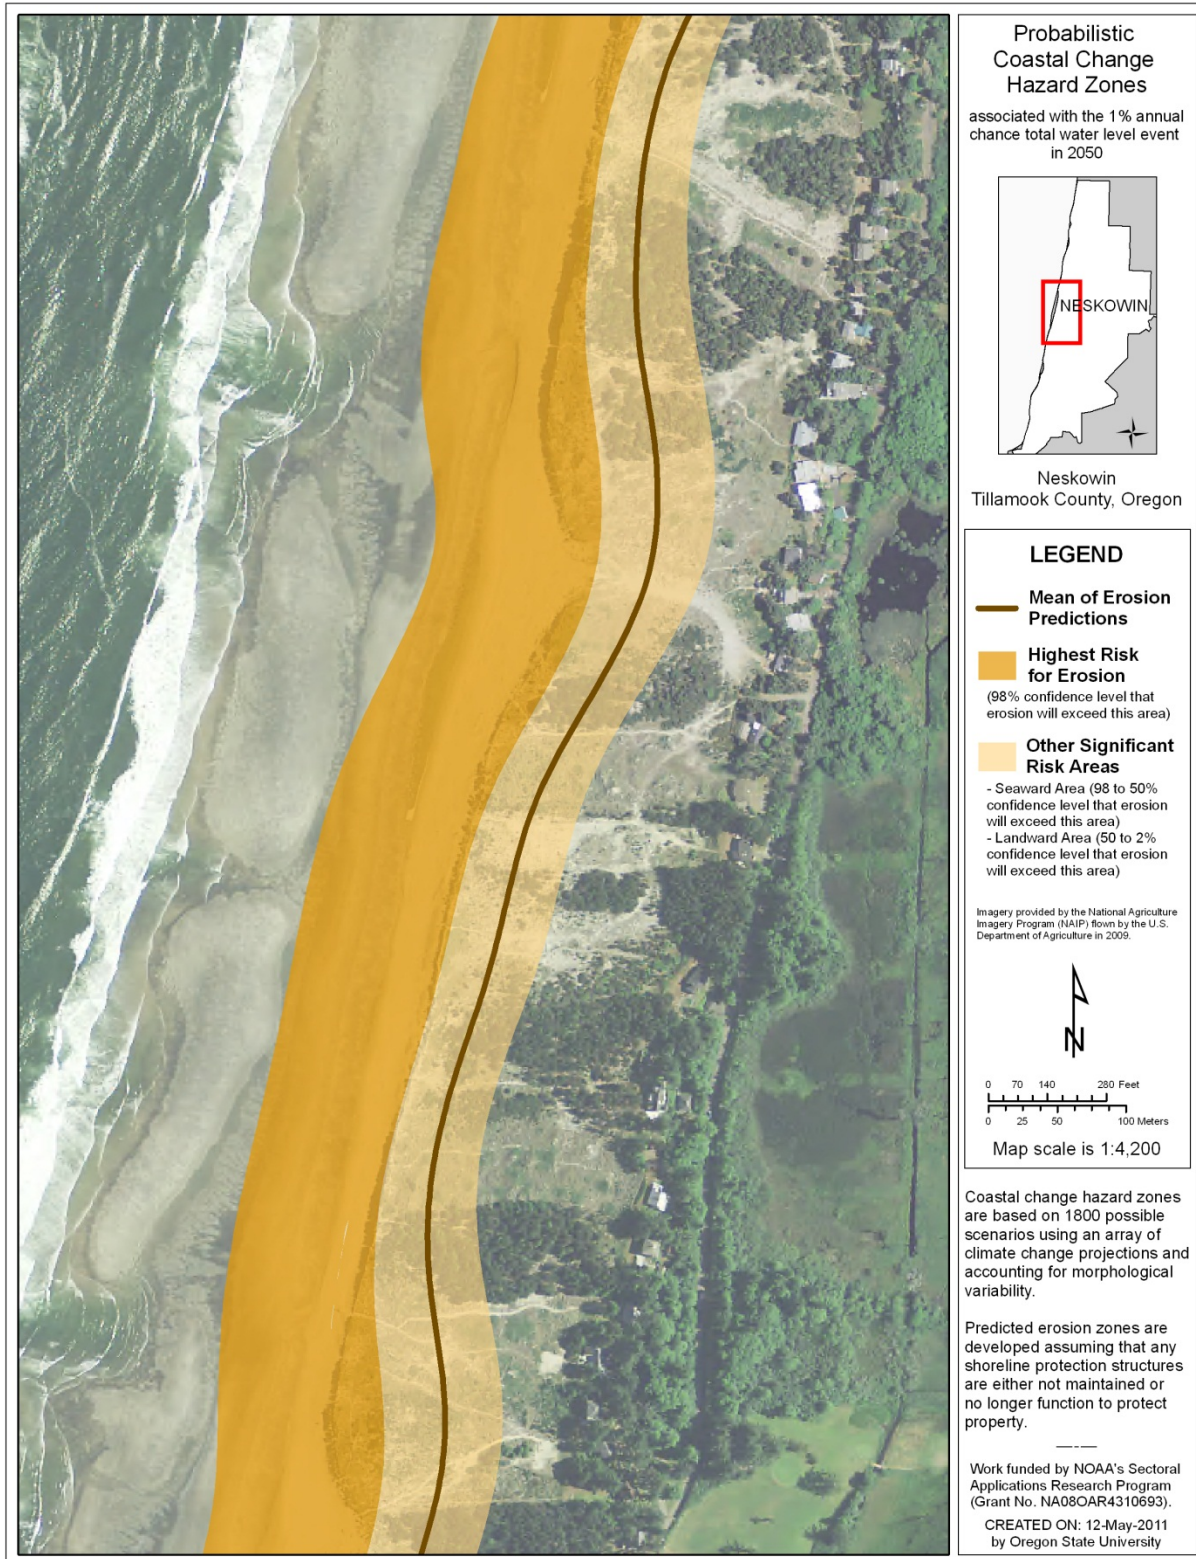 Probabilistic
Coastal Change
Hazard Zones
associated with the 1% annual
chance total water level event
in 2050
NESKOWIN
Neskowin
Tillamook County, Oregon
LEGEND
Mean of Erosion
Predictions
Highest Risk
for Erosion
(98% confidence level that
erosion will exceed this area)
Other Significant
Risk Areas
- Seaward Area (98 to 50%
confidence level that erosion
will exceed this area)
- Landward Area (50 to 2%
confidence level that erosion
will exceed this area)
Imagery provided by the National Agriculture
Imagery Program (NAIP) flown by the U.S.
Department of Agriculture in 2009.
N
0 70 140 280 Feet
0 25 50 100 Meters
Map scale is 1:4,200
Coastal change hazard zones
are based on 1800 possible
scenarios using an array of
climate change projections and
accounting for morphological
variability.
Predicted erosion zones are
developed assuming that any
shoreline protection structures
are either not maintained or
no longer function to protect
property.
Work funded by NOAA's Sectoral
Applications Research Program
(Grant No. NA08OAR4310693).
CREATED ON: 12-May-2011
by Oregon State University